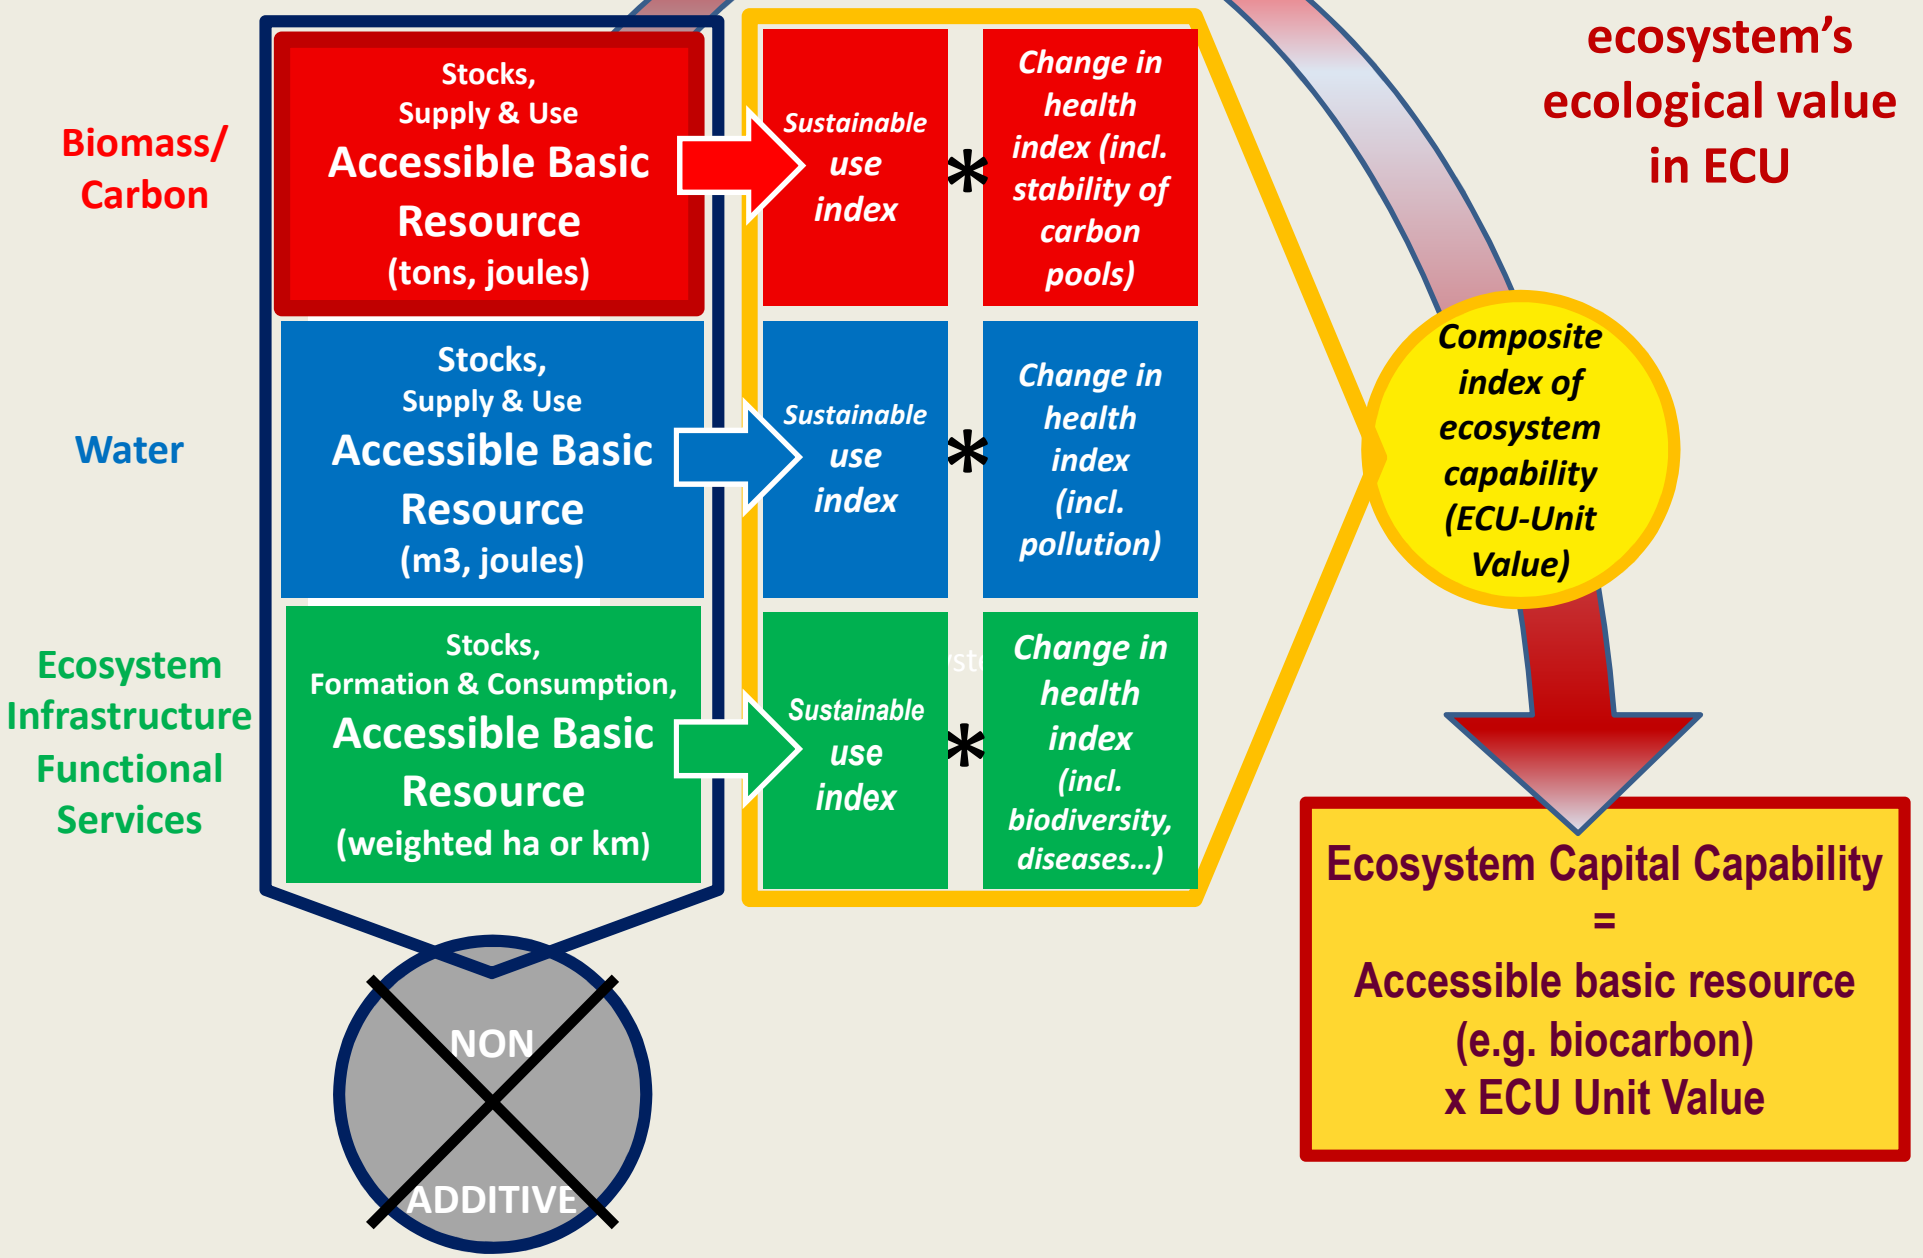 ecosystem's
ecological value
in ECU
Biomass/
Carbon
Stocks,
Supply & Use
Accessible Basic
Resource
(tons, joules)
Sustainable
use
index
*
Change in
health
index (incl.
stability of
carbon
pools)
Water
Stocks,
Supply & Use
Accessible Basic
Resource
(m3, joules)
Sustainable
use
index
*
Change in
health
index
(incl.
pollution)
Ecosystem
Infrastructure
Functional
Services
Stocks,
Formation & Consumption,
Accessible Basic
Resource
(weighted ha or km)
Sustainable
use
index
*
Change in
health
index
(incl.
biodiversity,
diseases...)
Composite
index of
ecosystem
capability
(ECU-Unit
Value)
NON
ADDITIVE
Ecosystem Capital Capability
=
Accessible basic resource
(e.g. biocarbon)
x ECU Unit Value